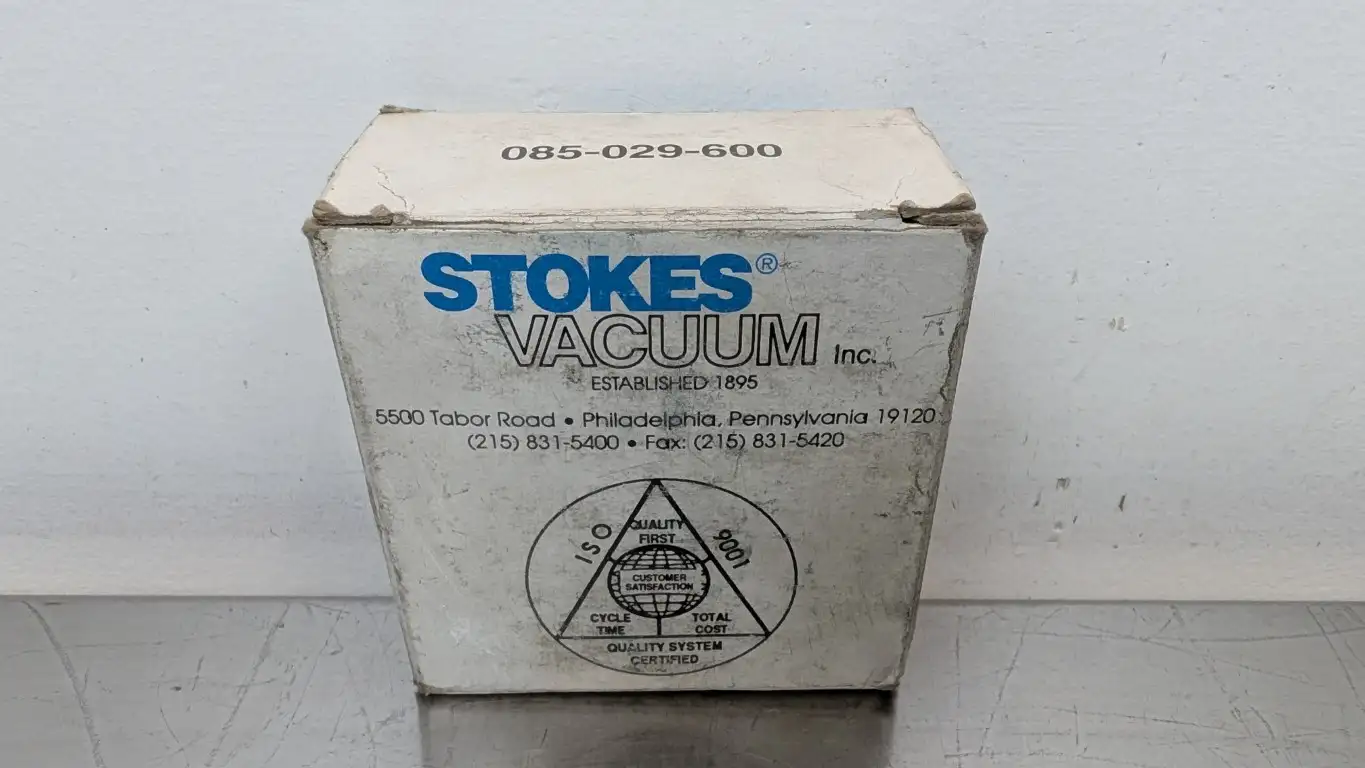 085-029-600
STOKES®
VACUUM Inc.
ESTABLISHED 1895
5500 Tabor Road • Philadelphia, Pennsylvania 19120
(215) 831-5400 • Fax: (215) 831-5420
ISO 9001
QUALITY
FIRST
CUSTOMER
SATISFACTION
CYCLE
TIME
TOTAL
COST
QUALITY SYSTEM
CERTIFIED